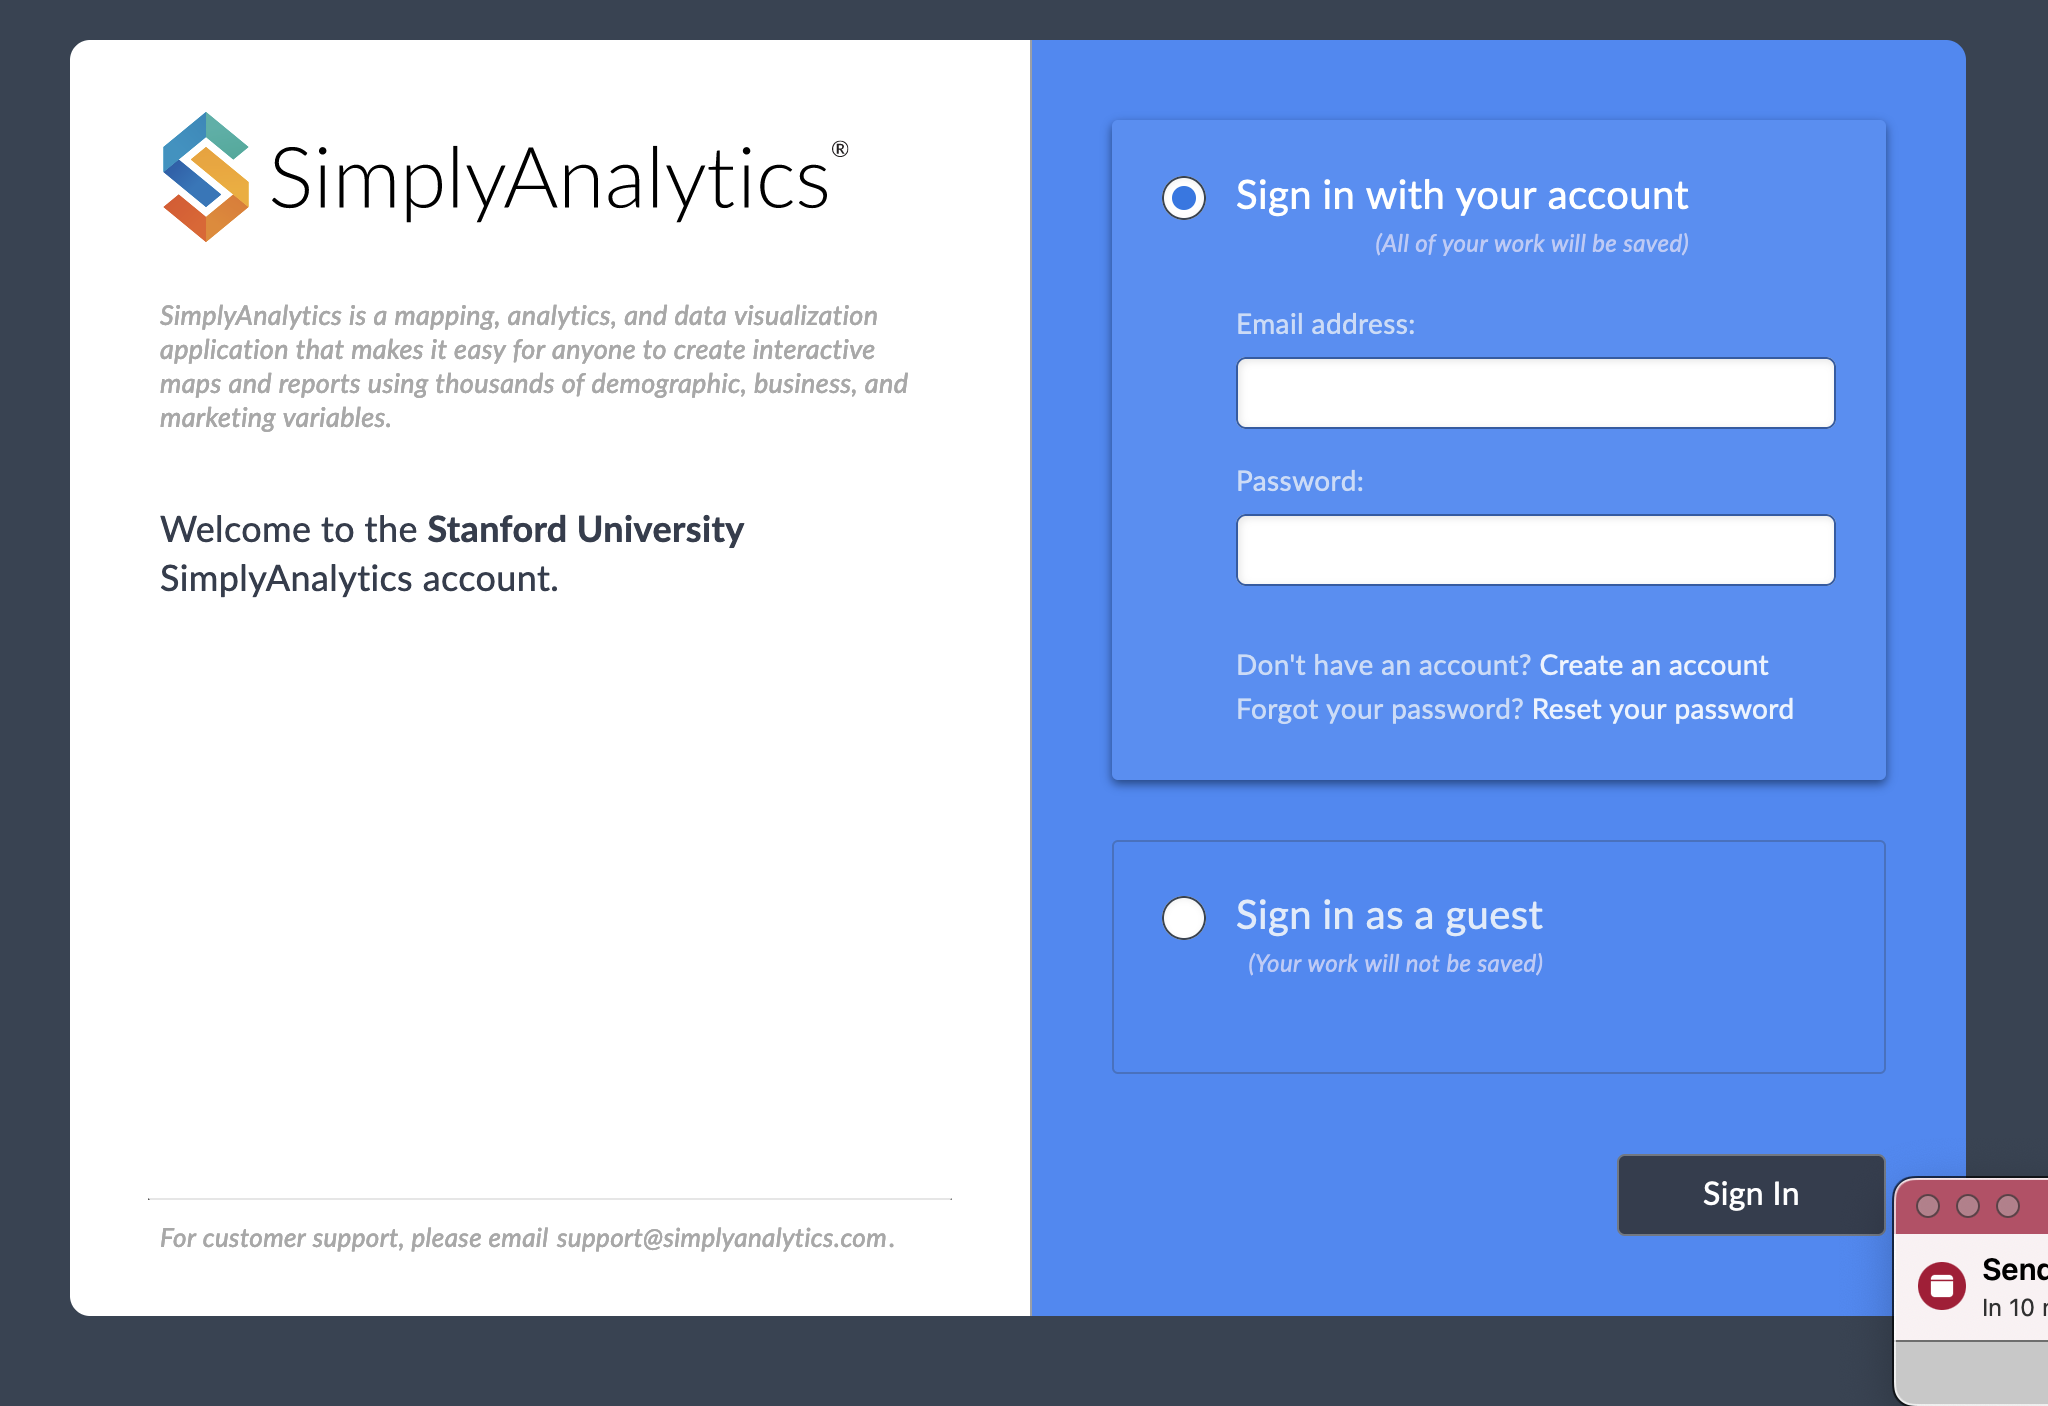 SimplyAnalytics®
SimplyAnalytics is a mapping, analytics, and data visualization
application that makes it easy for anyone to create interactive
maps and reports using thousands of demographic, business, and
marketing variables.
Welcome to the Stanford University
SimplyAnalytics account.
For customer support, please email support@simplyanalytics.com.
Sign in with your account
(All of your work will be saved)
Email address:
Password:
Don't have an account? Create an account
Forgot your password? Reset your password
Sign in as a guest
(Your work will not be saved)
Sign In
In 10